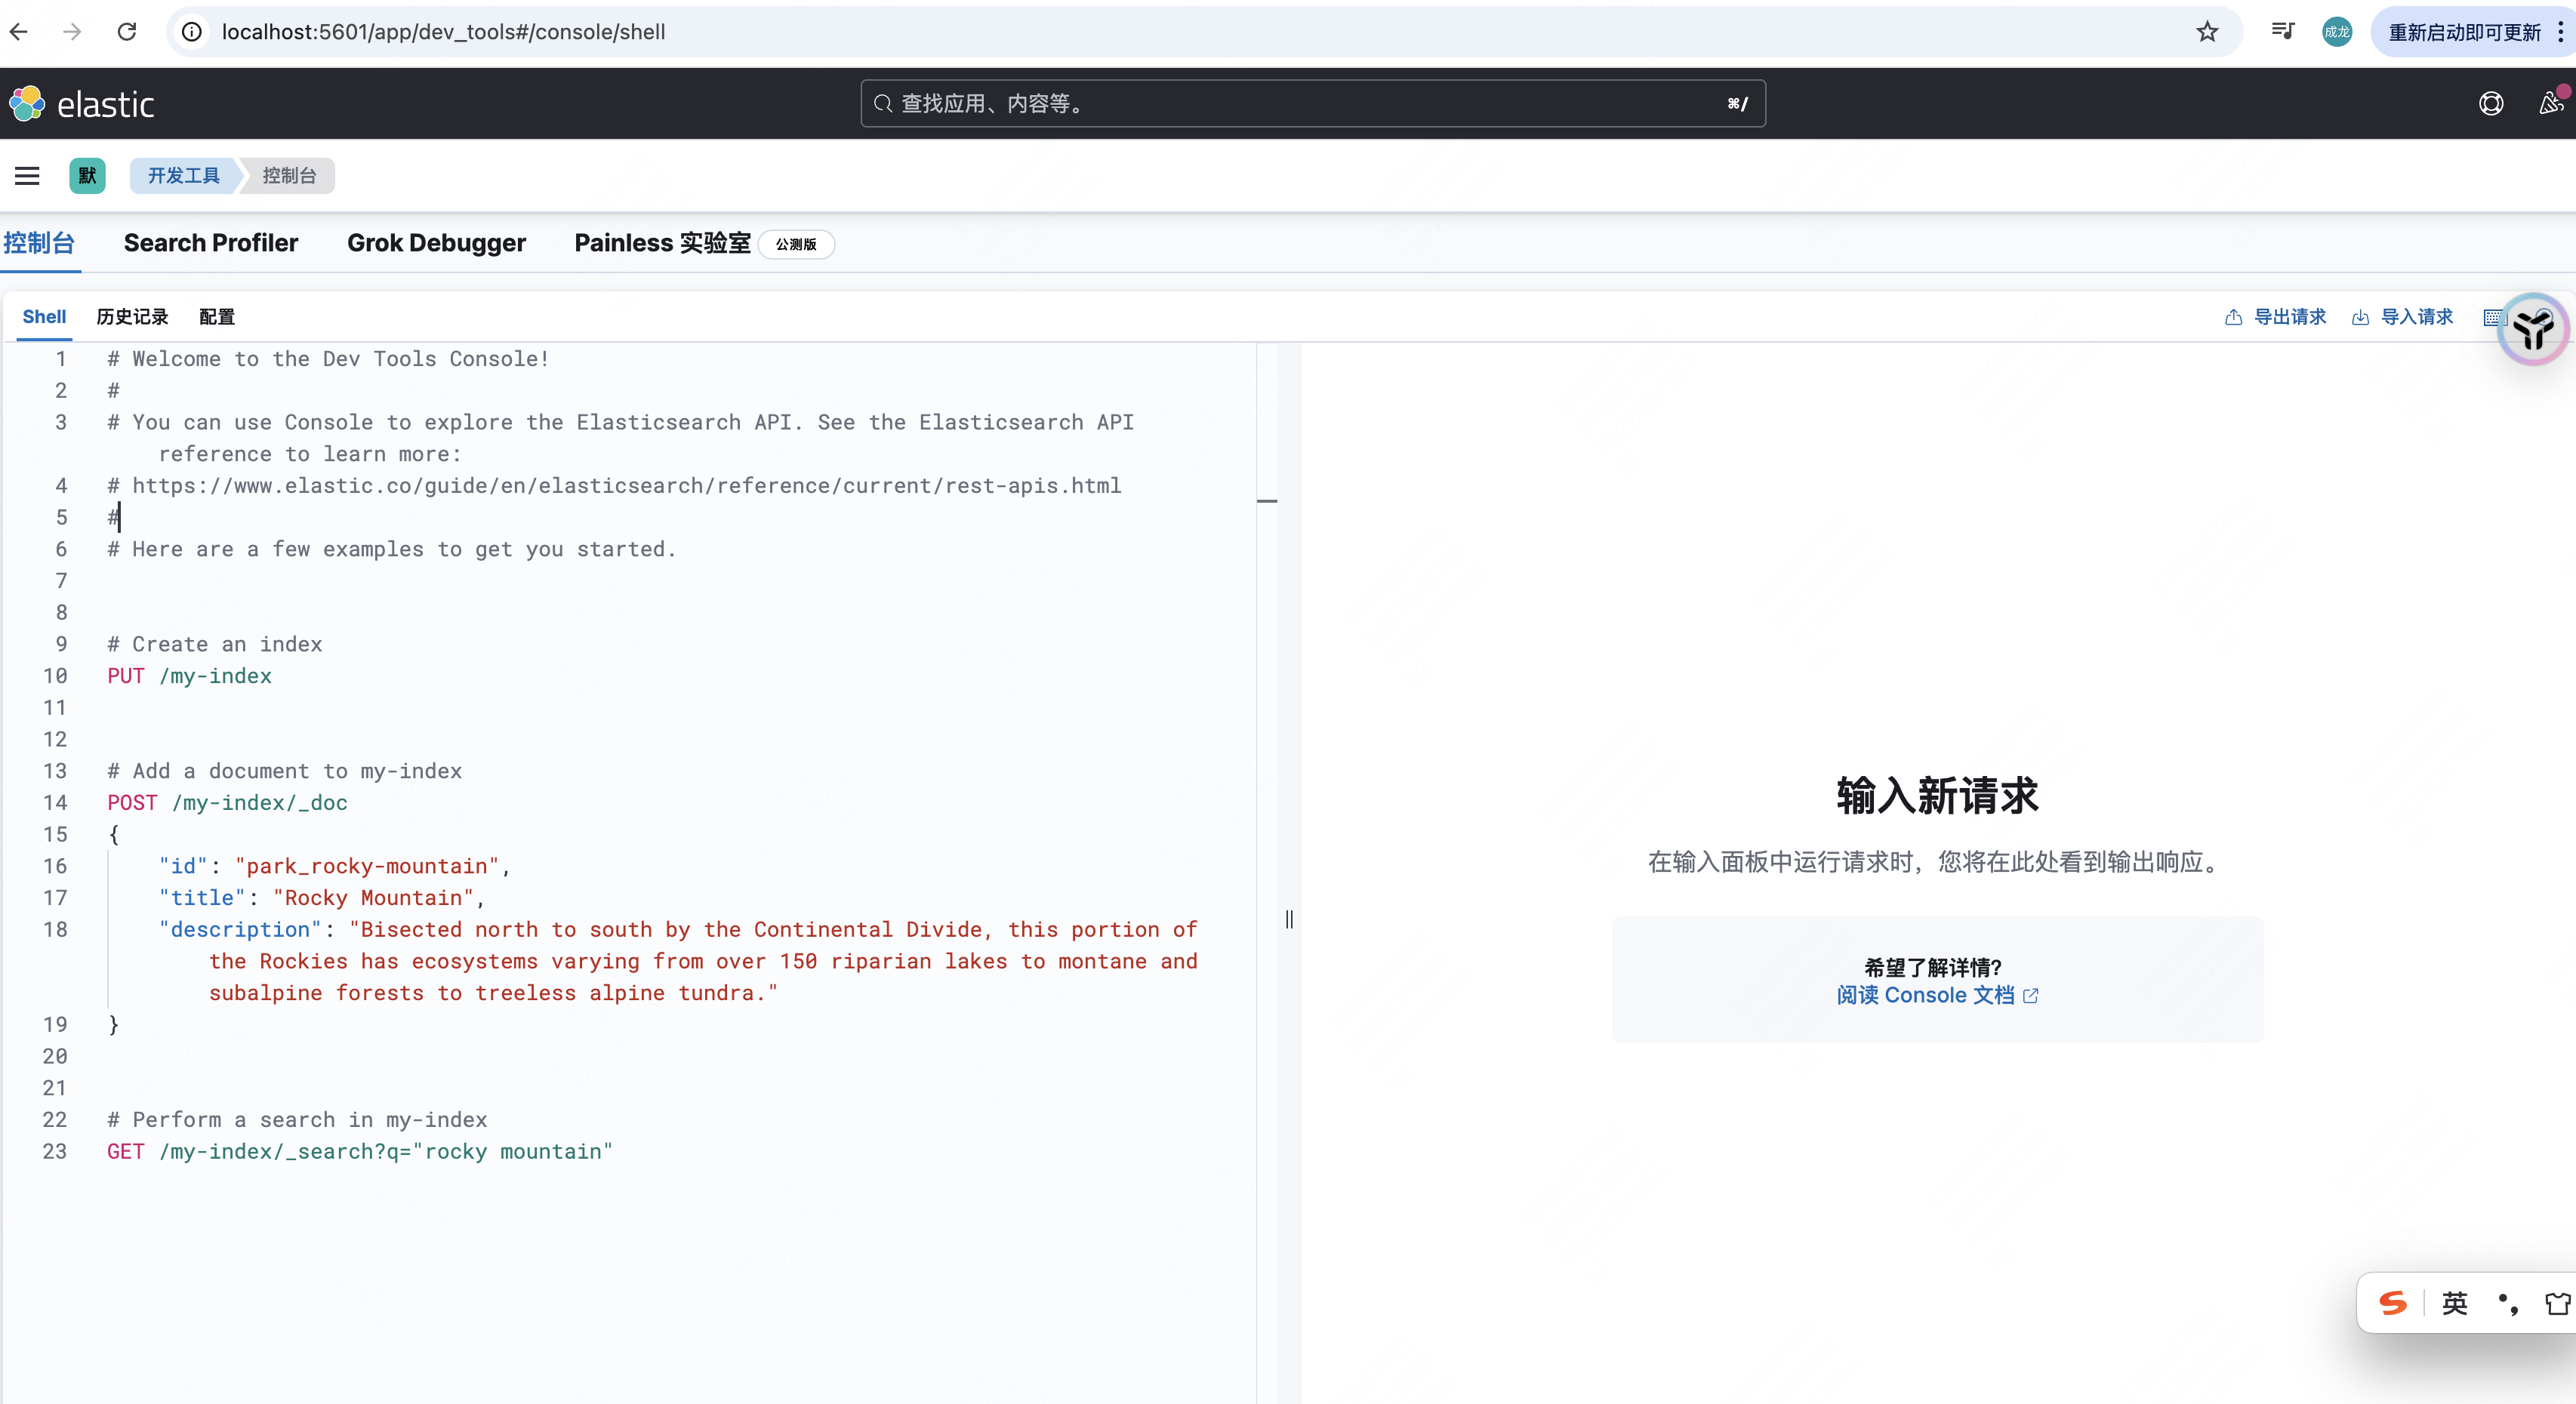 localhost:5601/app/dev_tools#/console/shell
成龙
重新启动即可更新
elastic
查找应用、内容等。
⌘/
默
开发工具
控制台
控制台
Search Profiler
Grok Debugger
Painless 实验室
公测版
Shell
历史记录
配置
导出请求
导入请求
1 # Welcome to the Dev Tools Console!
2 #
3 # You can use Console to explore the Elasticsearch API. See the Elasticsearch API
reference to learn more:
4 # https://www.elastic.co/guide/en/elasticsearch/reference/current/rest-apis.html
5 #
6 # Here are a few examples to get you started.
7
8
9 # Create an index
10 PUT /my-index
11
12
13 # Add a document to my-index
14 POST /my-index/_doc
15 {
16 "id": "park_rocky-mountain",
17 "title": "Rocky Mountain",
18 "description": "Bisected north to south by the Continental Divide, this portion of
the Rockies has ecosystems varying from over 150 riparian lakes to montane and
subalpine forests to treeless alpine tundra."
19 }
20
21
22 # Perform a search in my-index
23 GET /my-index/_search?q="rocky mountain"
输入新请求
在输入面板中运行请求时，您将在此处看到输出响应。
希望了解详情?
阅读 Console 文档
英